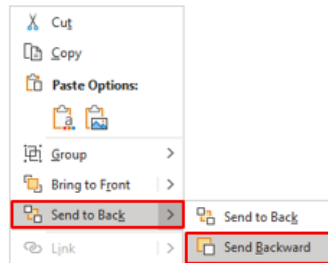 Cut
Copy
Paste Options:
Group
Bring to Front
Send to Back
Send to Back
Send Backward
Link